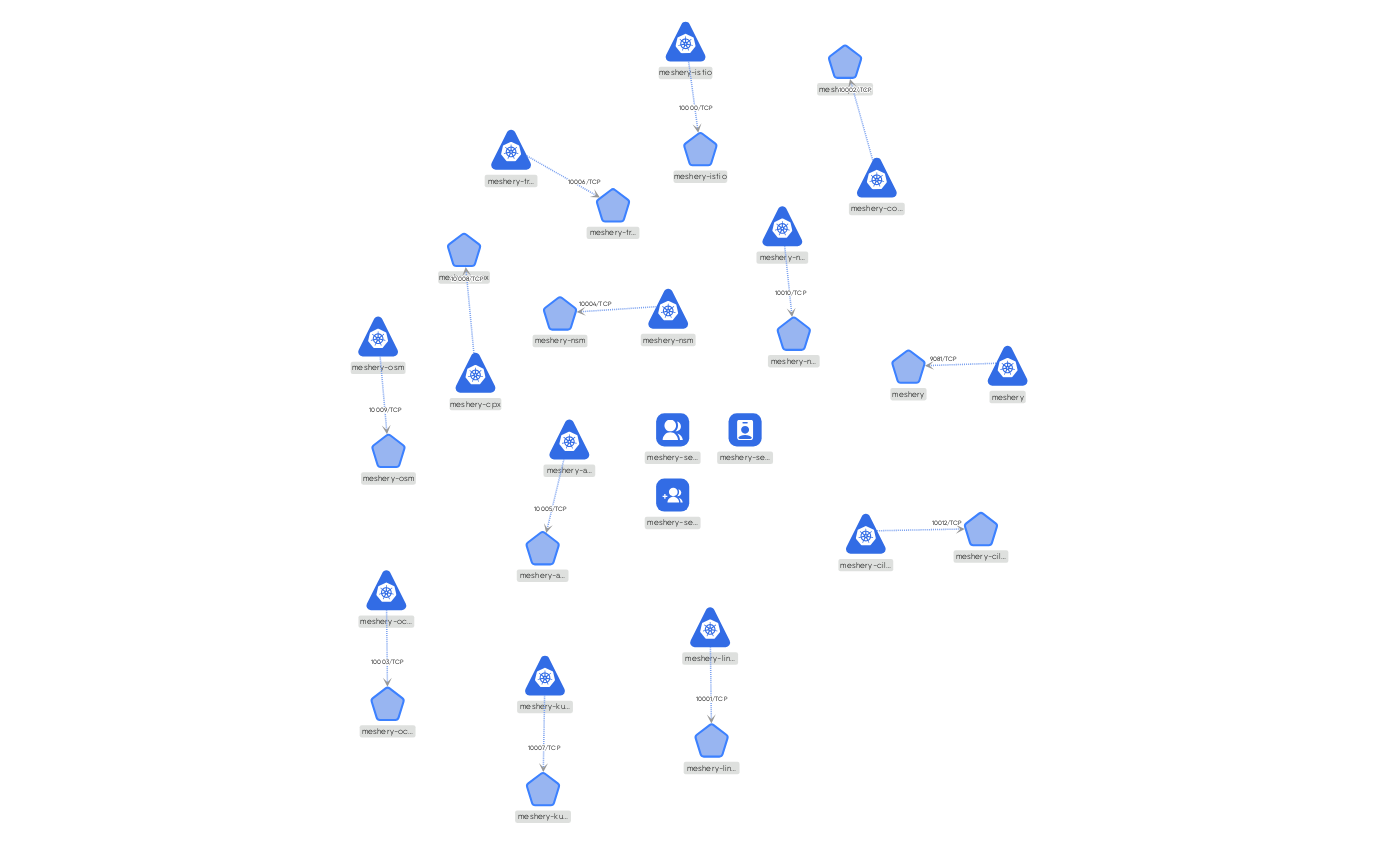 meshery-istio
10000/TCP
meshery-istio
10002/TCP
meshery-co...
meshery-tr...
10006/TCP
meshery-tr...
meshery-n...
10010/TCP
meshery-n...
10008/TCP
meshery-cpx
10004/TCP
meshery-nsm
meshery-nsm
meshery-osm
10009/TCP
meshery-osm
9081/TCP
meshery
meshery
meshery-a...
10005/TCP
meshery-a...
meshery-se...
meshery-se...
meshery-se...
10012/TCP
meshery-cil...
meshery-cil...
meshery-oc...
10003/TCP
meshery-oc...
meshery-ku...
10007/TCP
meshery-ku...
meshery-lin...
10001/TCP
meshery-lin...